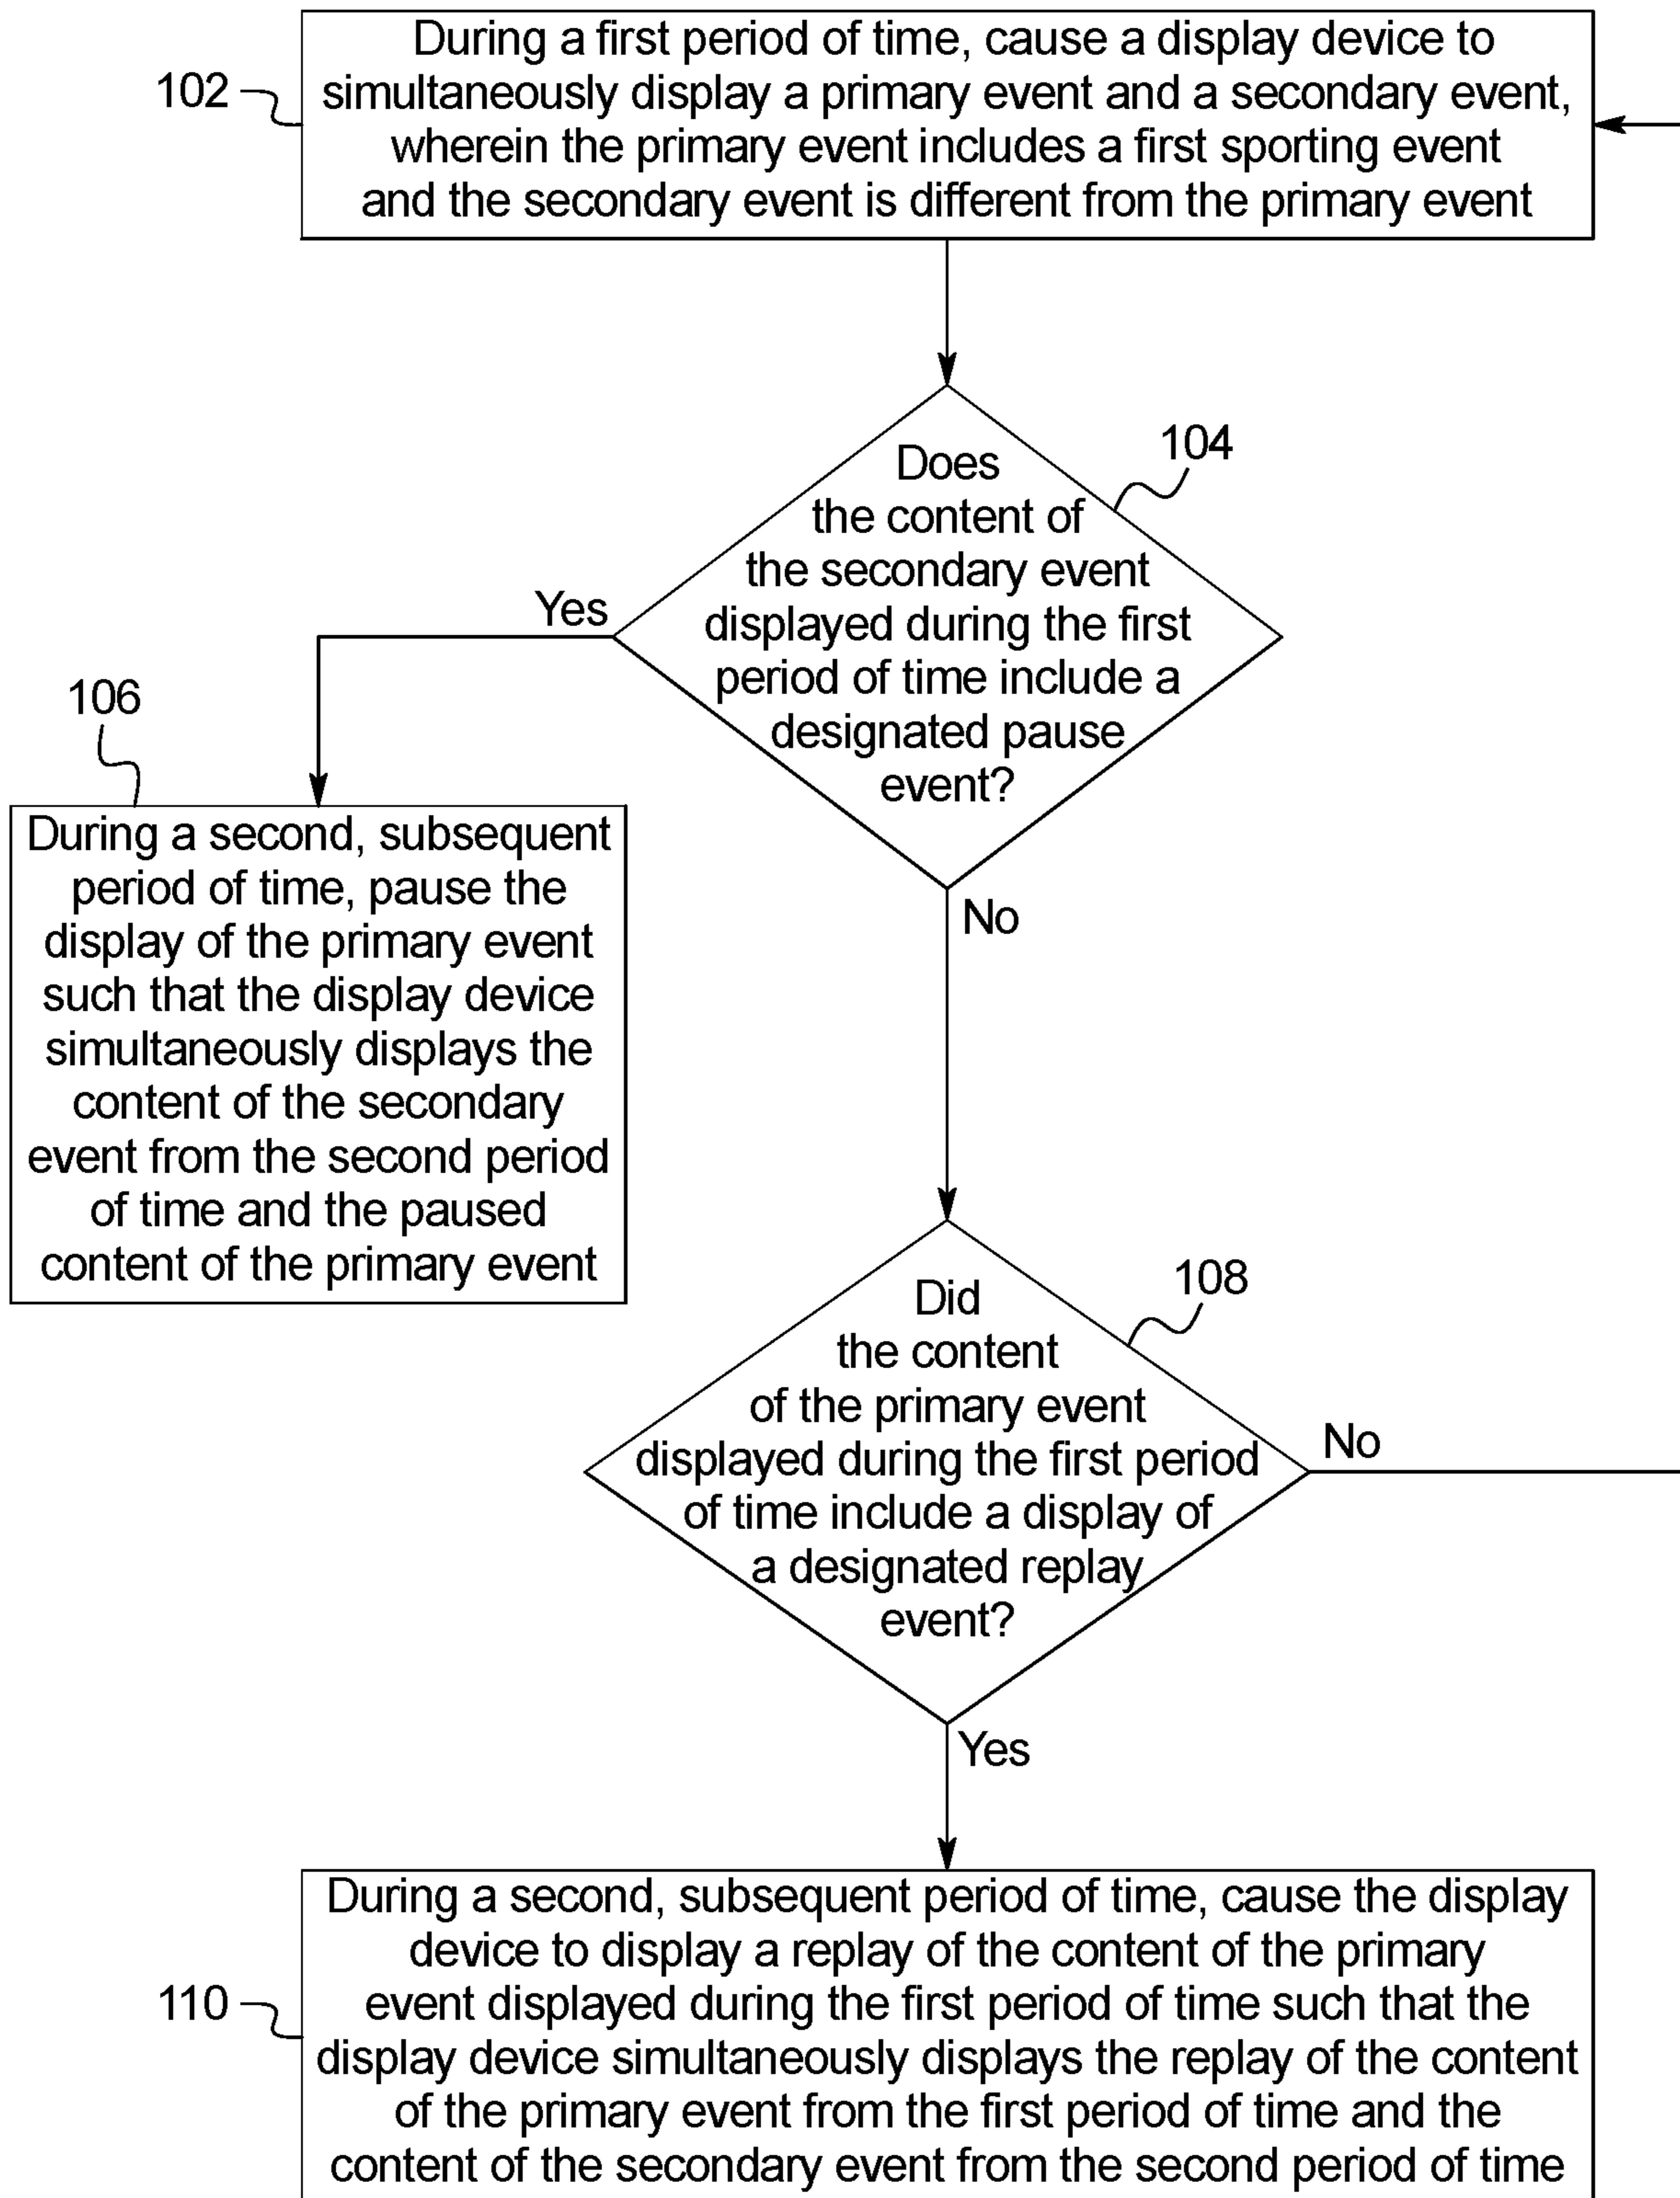 During a first period of time, cause a display device to
simultaneously display a primary event and a secondary event,
wherein the primary event includes a first sporting event
and the secondary event is different from the primary event
102
Does
the content of
the secondary event
displayed during the first
period of time include a
designated pause
event?
104
Yes
No
106
During a second, subsequent
period of time, pause the
display of the primary event
such that the display device
simultaneously displays the
content of the secondary
event from the second period
of time and the paused
content of the primary event
Did
the content
of the primary event
displayed during the first period
of time include a display of
a designated replay
event?
108
No
Yes
During a second, subsequent period of time, cause the display
device to display a replay of the content of the primary
event displayed during the first period of time such that the
display device simultaneously displays the replay of the content
of the primary event from the first period of time and the
content of the secondary event from the second period of time
110